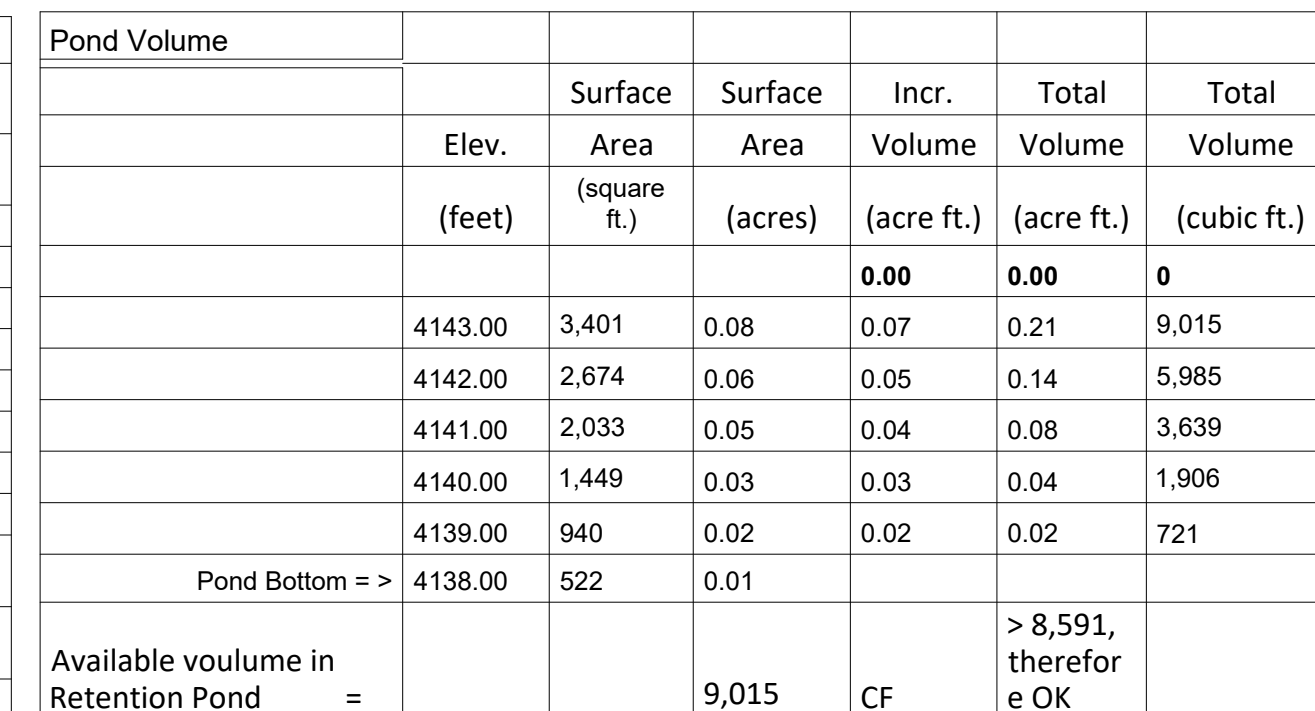 Pond Volume
Surface Surface Incr. Total Total
Elev. Area Area Volume Volume Volume
(feet) (square ft.) (acres) (acre ft.) (acre ft.) (cubic ft.)
0.00 0.00 0
4143.00 3,401 0.08 0.07 0.21 9,015
4142.00 2,674 0.06 0.05 0.14 5,985
4141.00 2,033 0.05 0.04 0.08 3,639
4140.00 1,449 0.03 0.03 0.04 1,906
4139.00 940 0.02 0.02 0.02 721
Pond Bottom = > 4138.00 522 0.01
Available voulume in
Retention Pond = 9,015 CF
> 8,591,
therefor
e OK